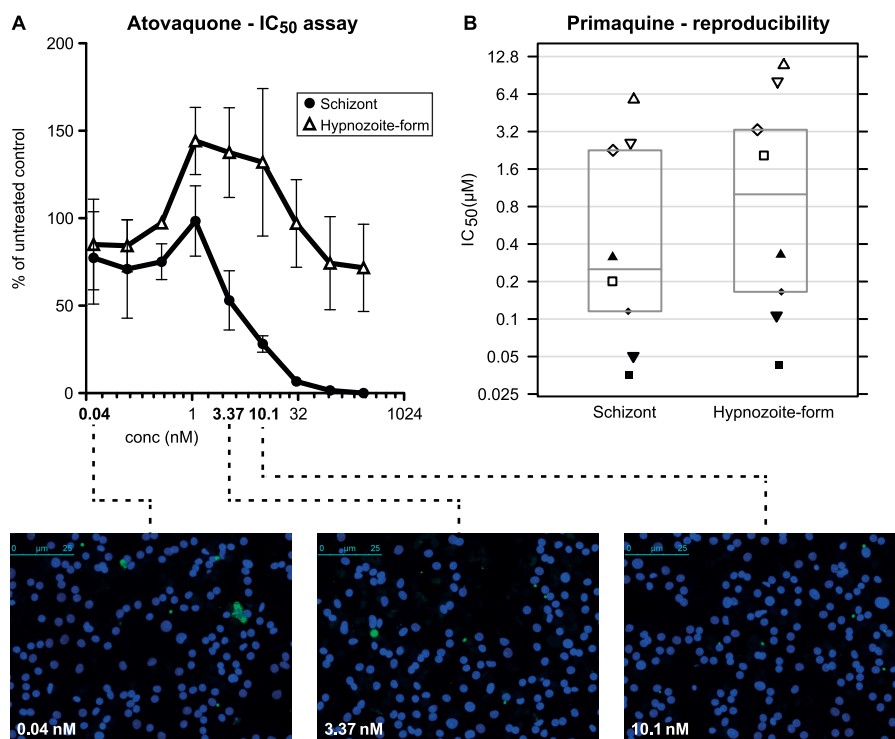 A
Atovaquone - IC50 assay
200
150
100
50
0
% of untreated control
Schizont
Hypnozoite-form
0.04
1
3.37
10.1
32
1024
conc (nM)
B
Primaquine - reproducibility
12.8
6.4
3.2
1.6
0.8
0.4
0.2
0.1
0.05
0.025
IC50(µM)
Schizont
Hypnozoite-form
0 µm 25
0.04 nM
0 µm 25
3.37 nM
0 µm 25
10.1 nM